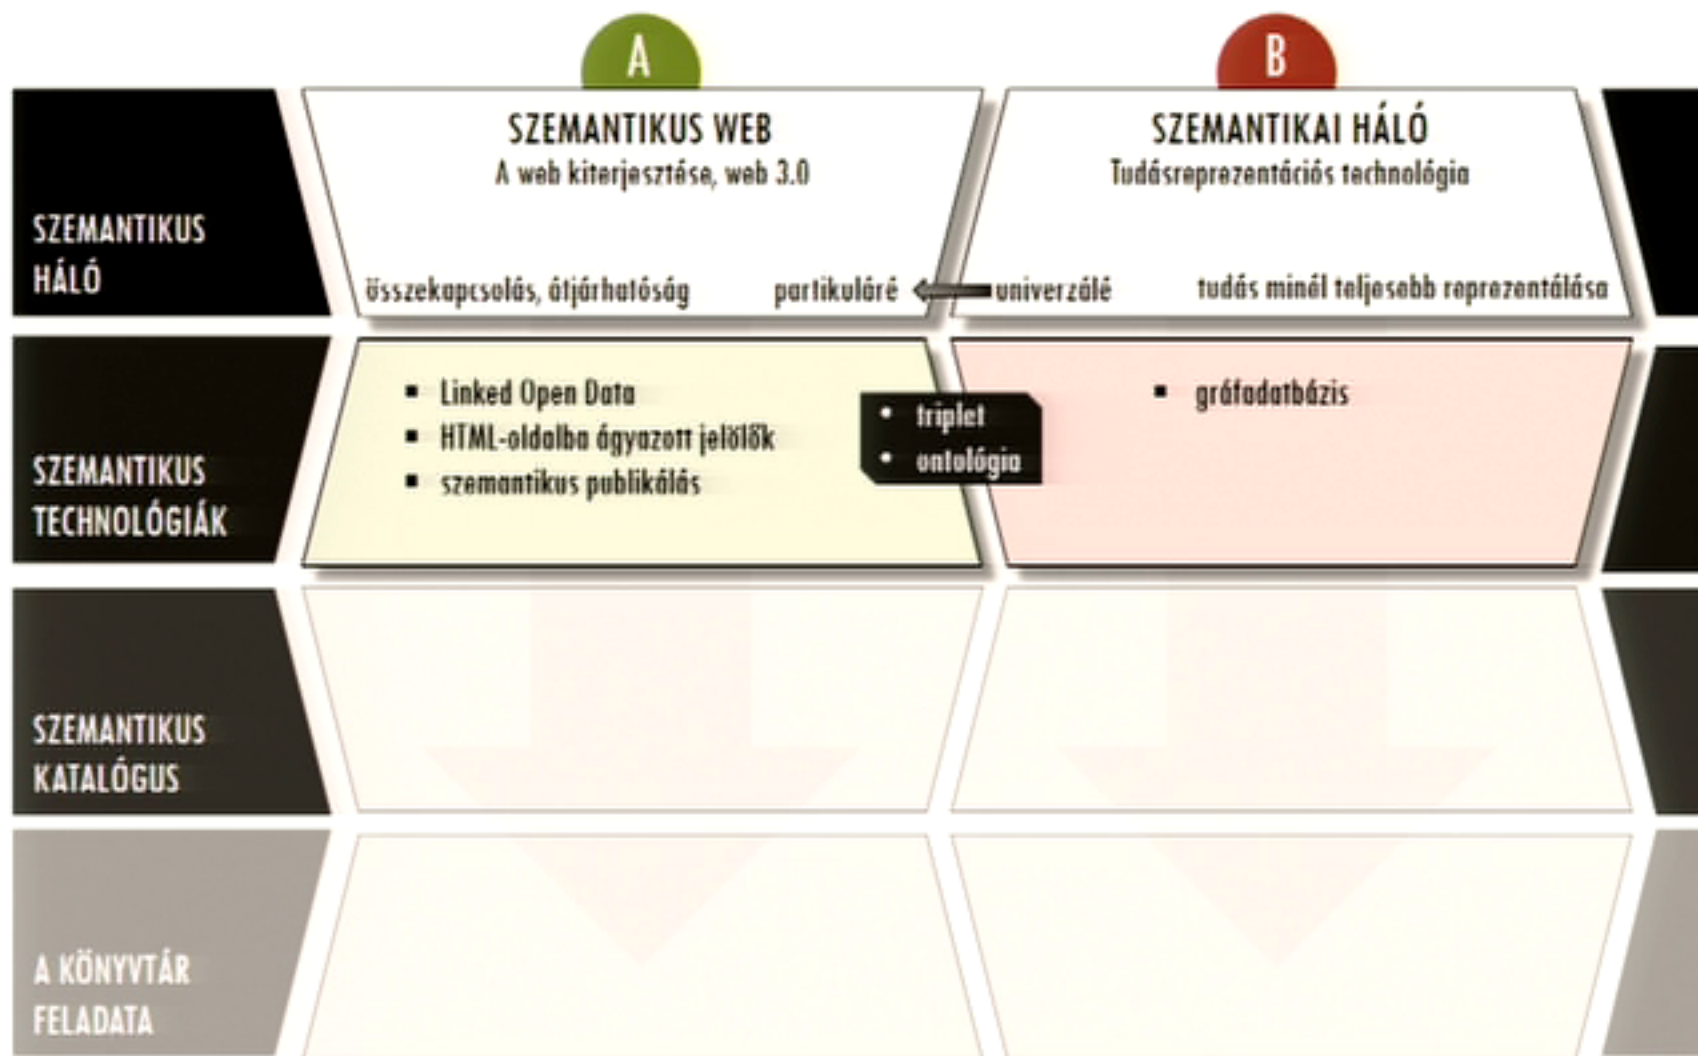 A
B
SZEMANTIKUS
HÁLÓ
SZEMANTIKUS WEB
A web kiterjesztése, web 3.0
összekapcsolás, átjárhatóság
partikuláré
SZEMANTIKAI HÁLÓ
Tudásreprezentációs technológia
univerzálé
tudás minél teljesebb reprezentálása
SZEMANTIKUS
TECHNOLÓGIÁK
▪ Linked Open Data
▪ HTML-oldalba ágyazott jelölők
▪ szemantikus publikálás
• triplet
• ontológia
▪ gráfadatbázis
SZEMANTIKUS
KATALÓGUS
A KÖNYVTÁR
FELADATA